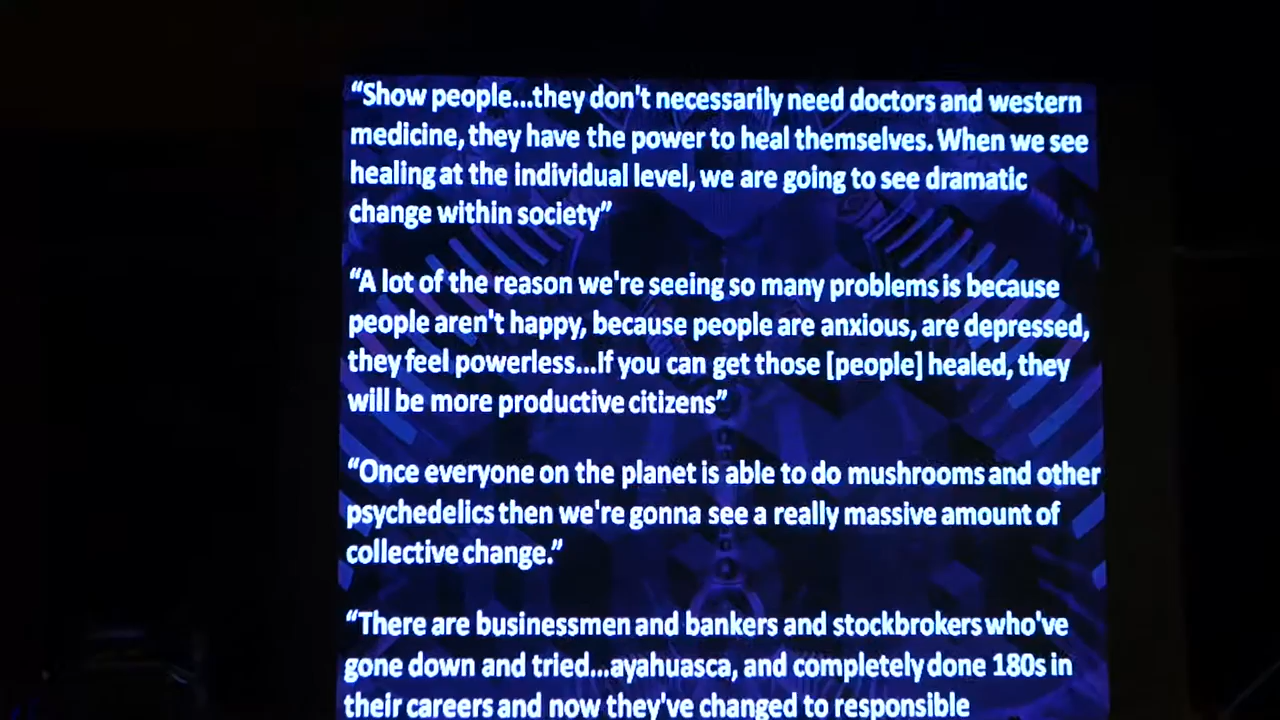 “Show people...they don't necessarily need doctors and western
medicine, they have the power to heal themselves. When we see
healing at the individual level, we are going to see dramatic
change within society”
“A lot of the reason we're seeing so many problems is because
people aren't happy, because people are anxious, are depressed,
they feel powerless...If you can get those [people] healed, they
will be more productive citizens”
“Once everyone on the planet is able to do mushrooms and other
psychedelics then we're gonna see a really massive amount of
collective change.”
“There are businessmen and bankers and stockbrokers who've
gone down and tried...ayahuasca, and completely done 180s in
their careers and now they've changed to responsible